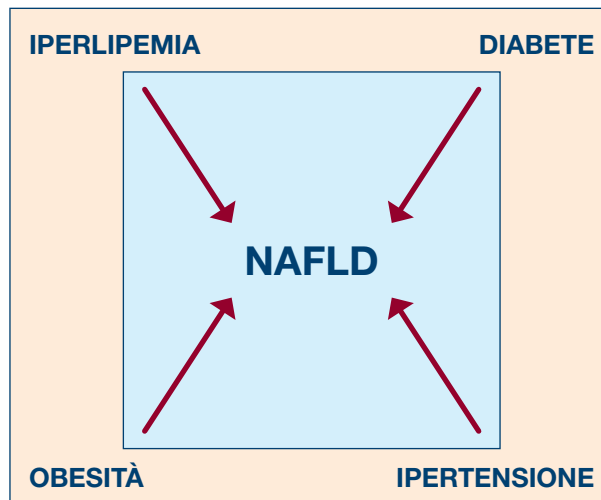 IPERLIPEMIA
DIABETE
NAFLD
OBESITÀ
IPERTENSIONE